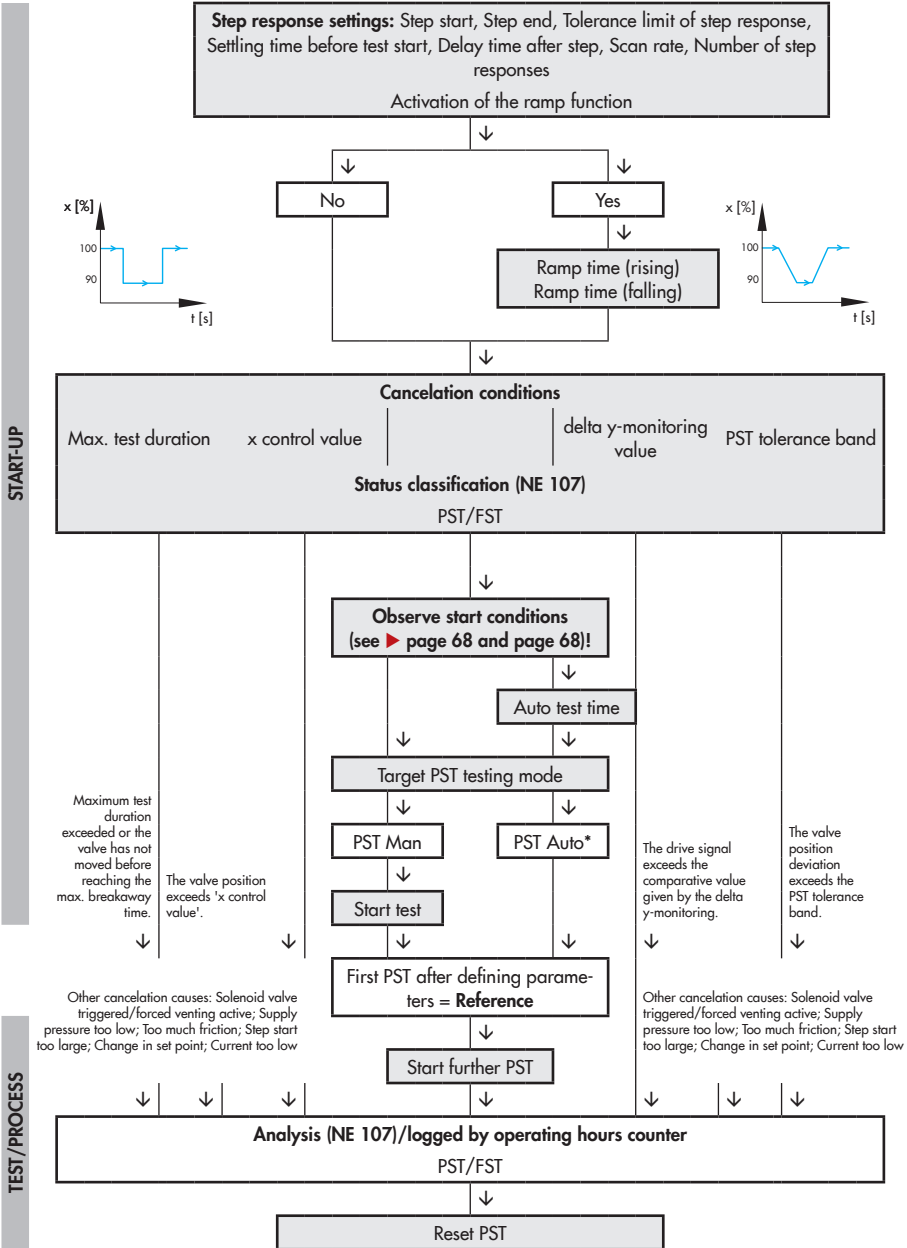 Step response settings: Step start, Step end, Tolerance limit of step response,
Settling time before test start, Delay time after step, Scan rate, Number of step
responses
Activation of the ramp function
No
Yes
x [%]
100
90
t [s]
Ramp time (rising)
Ramp time (falling)
x [%]
100
90
t [s]
START-UP
Cancelation conditions
Max. test duration
x control value
delta y-monitoring
value
PST tolerance band
Status classification (NE 107)
PST/FST
Observe start conditions
(see ▶ page 68 and page 68)!
Auto test time
Target PST testing mode
PST Man
PST Auto*
Start test
Maximum test
duration
exceeded or the
valve has not
moved before
reaching the
max. breakaway
time.
The valve position
exceeds 'x control
value'.
The drive signal
exceeds the
comparative value
given by the delta
y-monitoring.
The valve
position
deviation
exceeds the
PST tolerance
band.
First PST after defining parame-
ters = Reference
Other cancelation causes: Solenoid valve
triggered/forced venting active; Supply
pressure too low; Too much friction; Step start
too large; Change in set point; Current too low
Other cancelation causes: Solenoid valve
triggered/forced venting active; Supply
pressure too low; Too much friction; Step start
too large; Change in set point; Current too low
Start further PST
TEST/PROCESS
Analysis (NE 107)/logged by operating hours counter
PST/FST
Reset PST